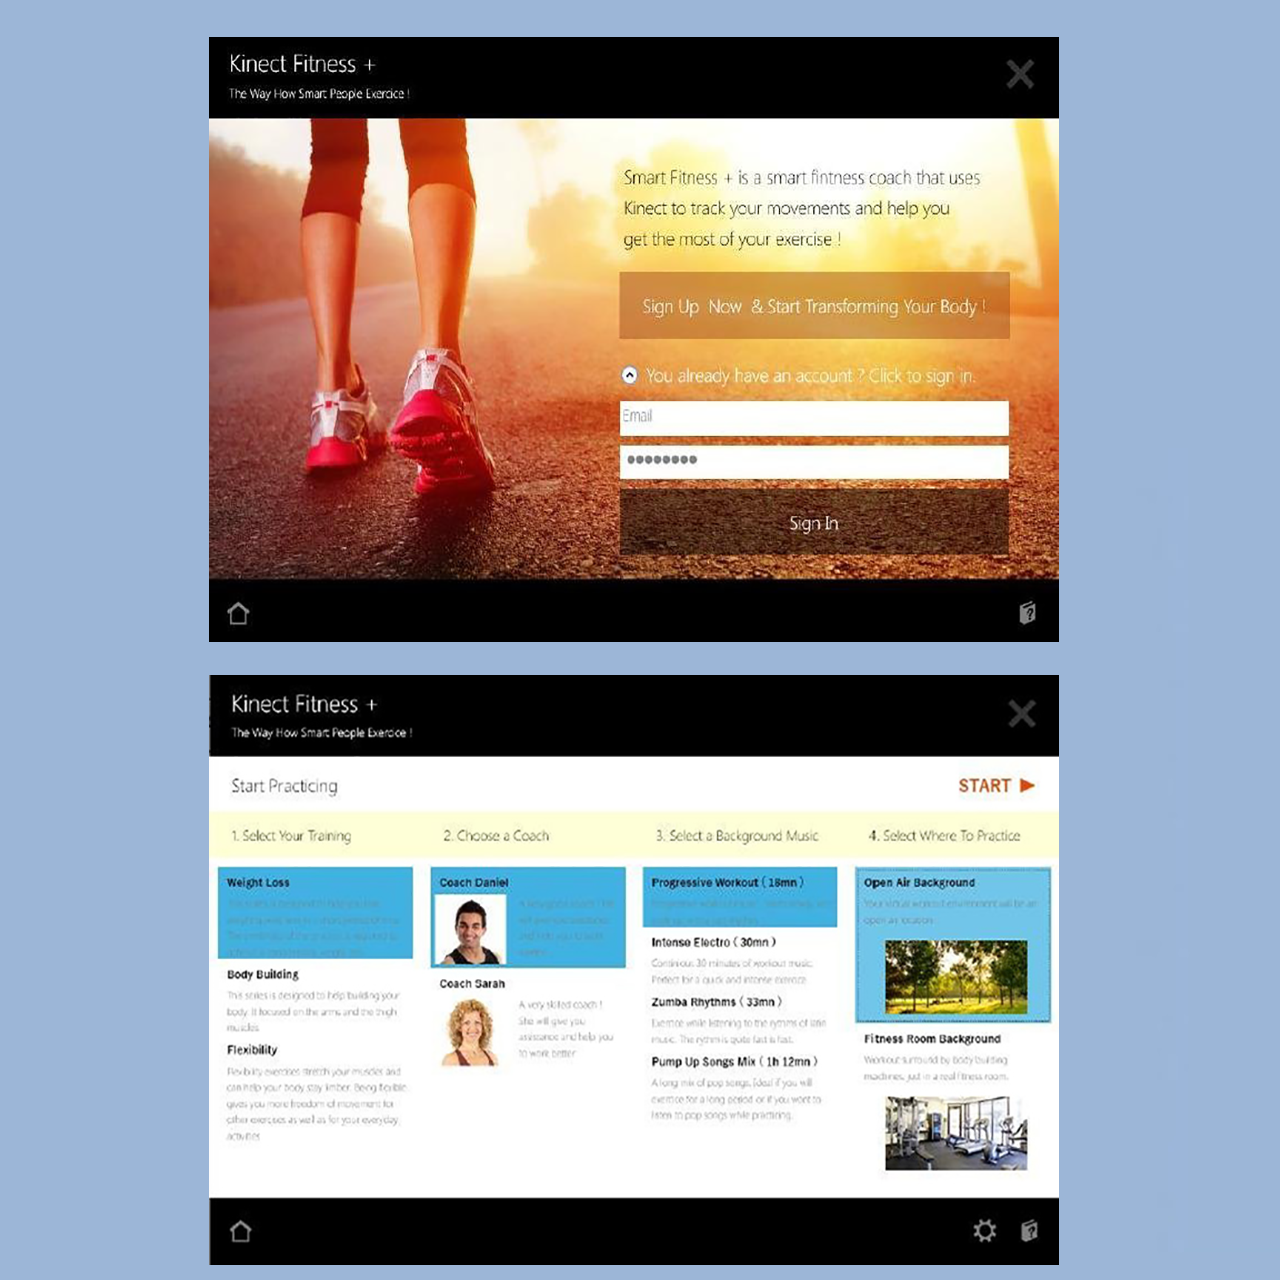 Kinect Fitness +
The Way How Smart People Exercice !
Smart Fitness + is a smart fintness coach that uses
Kinect to track your movements and help you
get the most of your exercise !
Sign Up Now & Start Transforming Your Body !
You already have an account ? Click to sign in.
Email
Sign In
Kinect Fitness +
The Way How Smart People Exercice !
Start Practicing
START
1. Select Your Training
2. Choose a Coach
3. Select a Background Music
4. Select Where To Practice
Weight Loss
Body Building
This series is designed to help building your
body. It focused on the arms and the thigh
muscles.
Flexibility
Flexibility exercises stretch your muscles and
can help your body stay limber. Being flexible
gives you more freedom of movement for
other exercises as well as for your everyday
activities.
Coach Daniel
Coach Sarah
A very skilled coach !
She will give you
assistance and help you
to work better
Progressive Workout ( 18mn )
Intense Electro ( 30mn )
Continous 30 minutes of workout music.
Perfect for a quick and intense exercice.
Zumba Rhythms ( 33mn )
Exercice while listening to the rythms of latin
music. The rythm is quite fast is fast.
Pump Up Songs Mix ( 1h 12mn )
A long mix of pop songs. Ideal if you will
exercice for a long period or if you want to
listen to pop songs while practicing.
Open Air Background
Your virtual workout environment will be an
open air location
Fitness Room Background
Workout surround by body building
machines, just in a real fitness room.